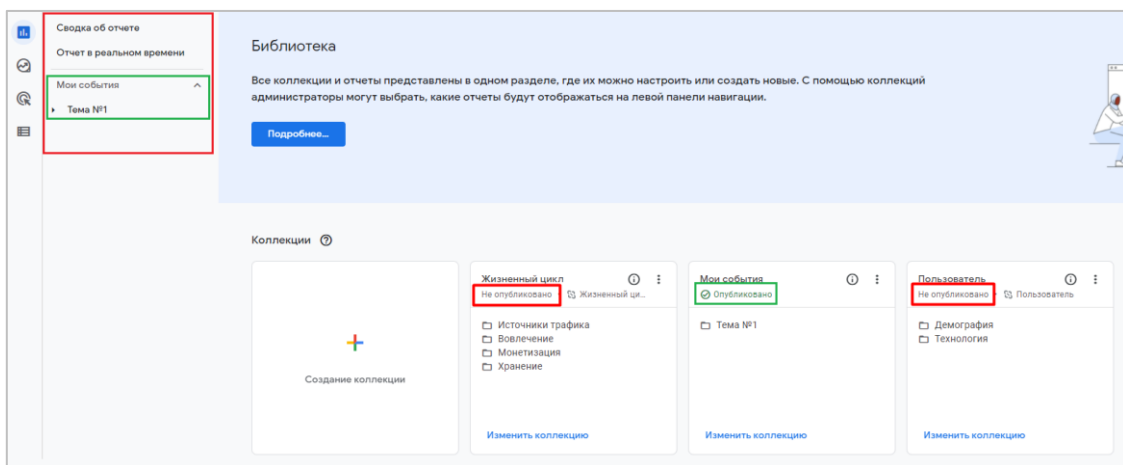 Сводка об отчете
Отчет в реальном времени
Мои события
Тема №1
Библиотека
Все коллекции и отчеты представлены в одном разделе, где их можно настроить или создать новые. С помощью коллекций
администраторы могут выбрать, какие отчеты будут отображаться на левой панели навигации.
Подробнее...
Коллекции
Создание коллекции
Жизненный цикл
Не опубликовано Жизненный ци...
Источники трафика
Вовлечение
Монетизация
Хранение
Изменить коллекцию
Мои события
Опубликовано
Тема №1
Изменить коллекцию
Пользователь
Не опубликовано Пользователь
Демография
Технология
Изменить коллекцию